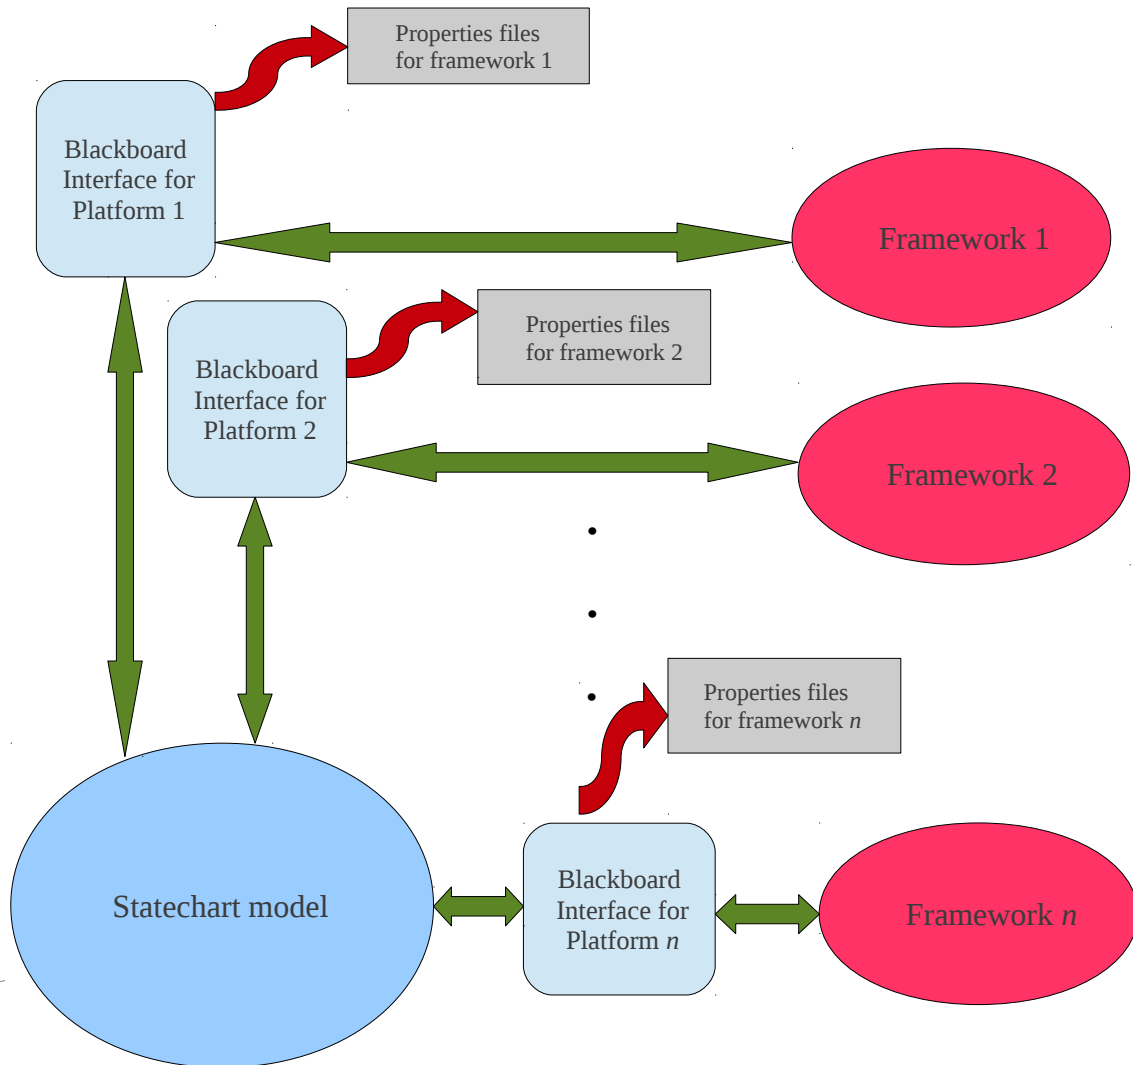 Properties files
for framework 1
Blackboard
Interface for
Platform 1
Framework 1
Properties files
for framework 2
Blackboard
Interface for
Platform 2
Framework 2
Properties files
for framework n
Statechart model
Blackboard
Interface for
Platform n
Framework n